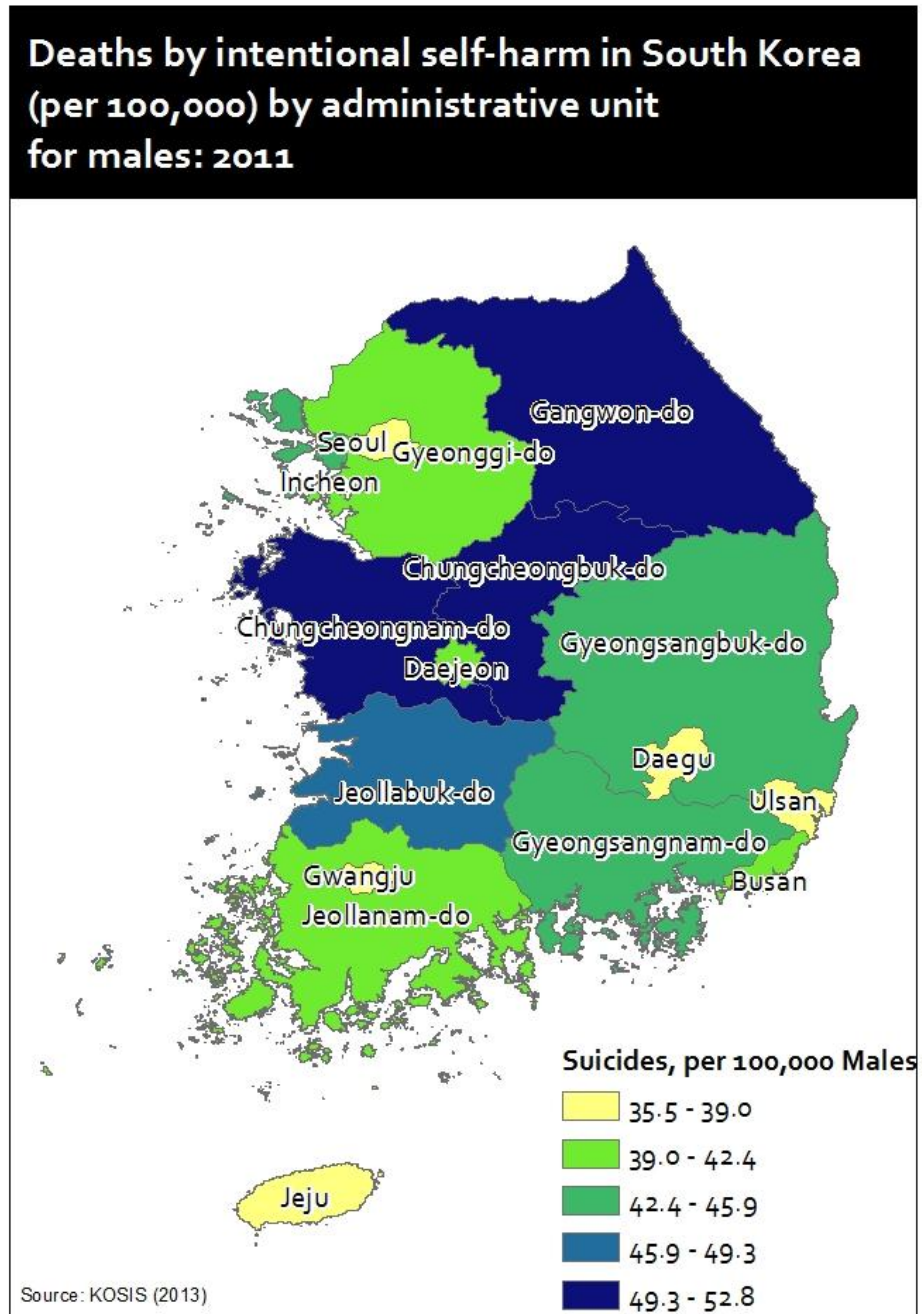 Deaths by intentional self-harm in South Korea
(per 100,000) by administrative unit
for males: 2011
Gangwon-do
Seoul
Gyeonggi-do
Incheon
Chungcheongbuk-do
Chungcheongnam-do
Gyeongsangbuk-do
Daejeon
Daegu
Jeollabuk-do
Ulsan
Gyeongsangnam-do
Gwangju
Busan
Jeollanam-do
Jeju
Suicides, per 100,000 Males
35.5 - 39.0
39.0 - 42.4
42.4 - 45.9
45.9 - 49.3
49.3 - 52.8
Source: KOSIS (2013)